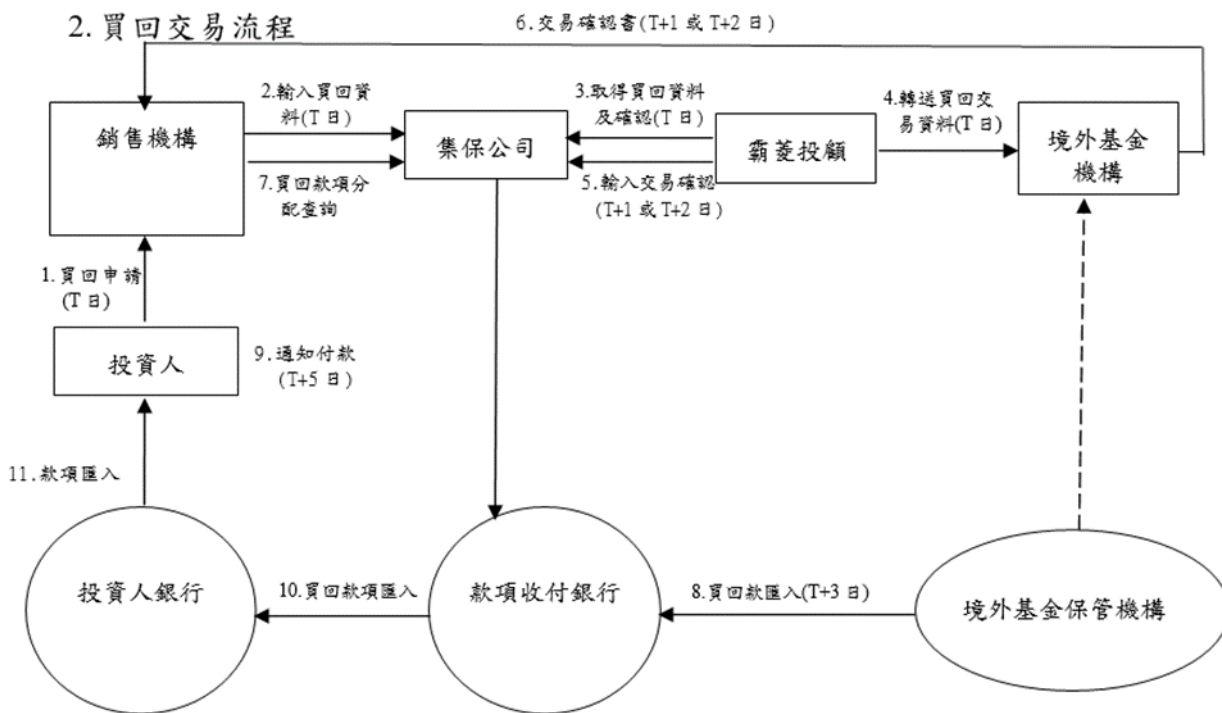 2.買回交易流程
6.交易確認書(T+1 或 T+2 日)
2.輸入買回資
料(T 日)
3.取得買回資料
及確認(T 日)
4.轉送買回交
易資料(T 日)
銷售機構
集保公司
霸菱投顧
境外基金
機構
7.買回款項分
配查詢
5.輸入交易確認
(T+1 或 T+2 日)
1.買回申請
(T 日)
投資人
9.通知付款
(T+5 日)
11.款項匯入
投資人銀行
10.買回款項匯入
款項收付銀行
8.買回款匯入(T+3 日)
境外基金保管機構